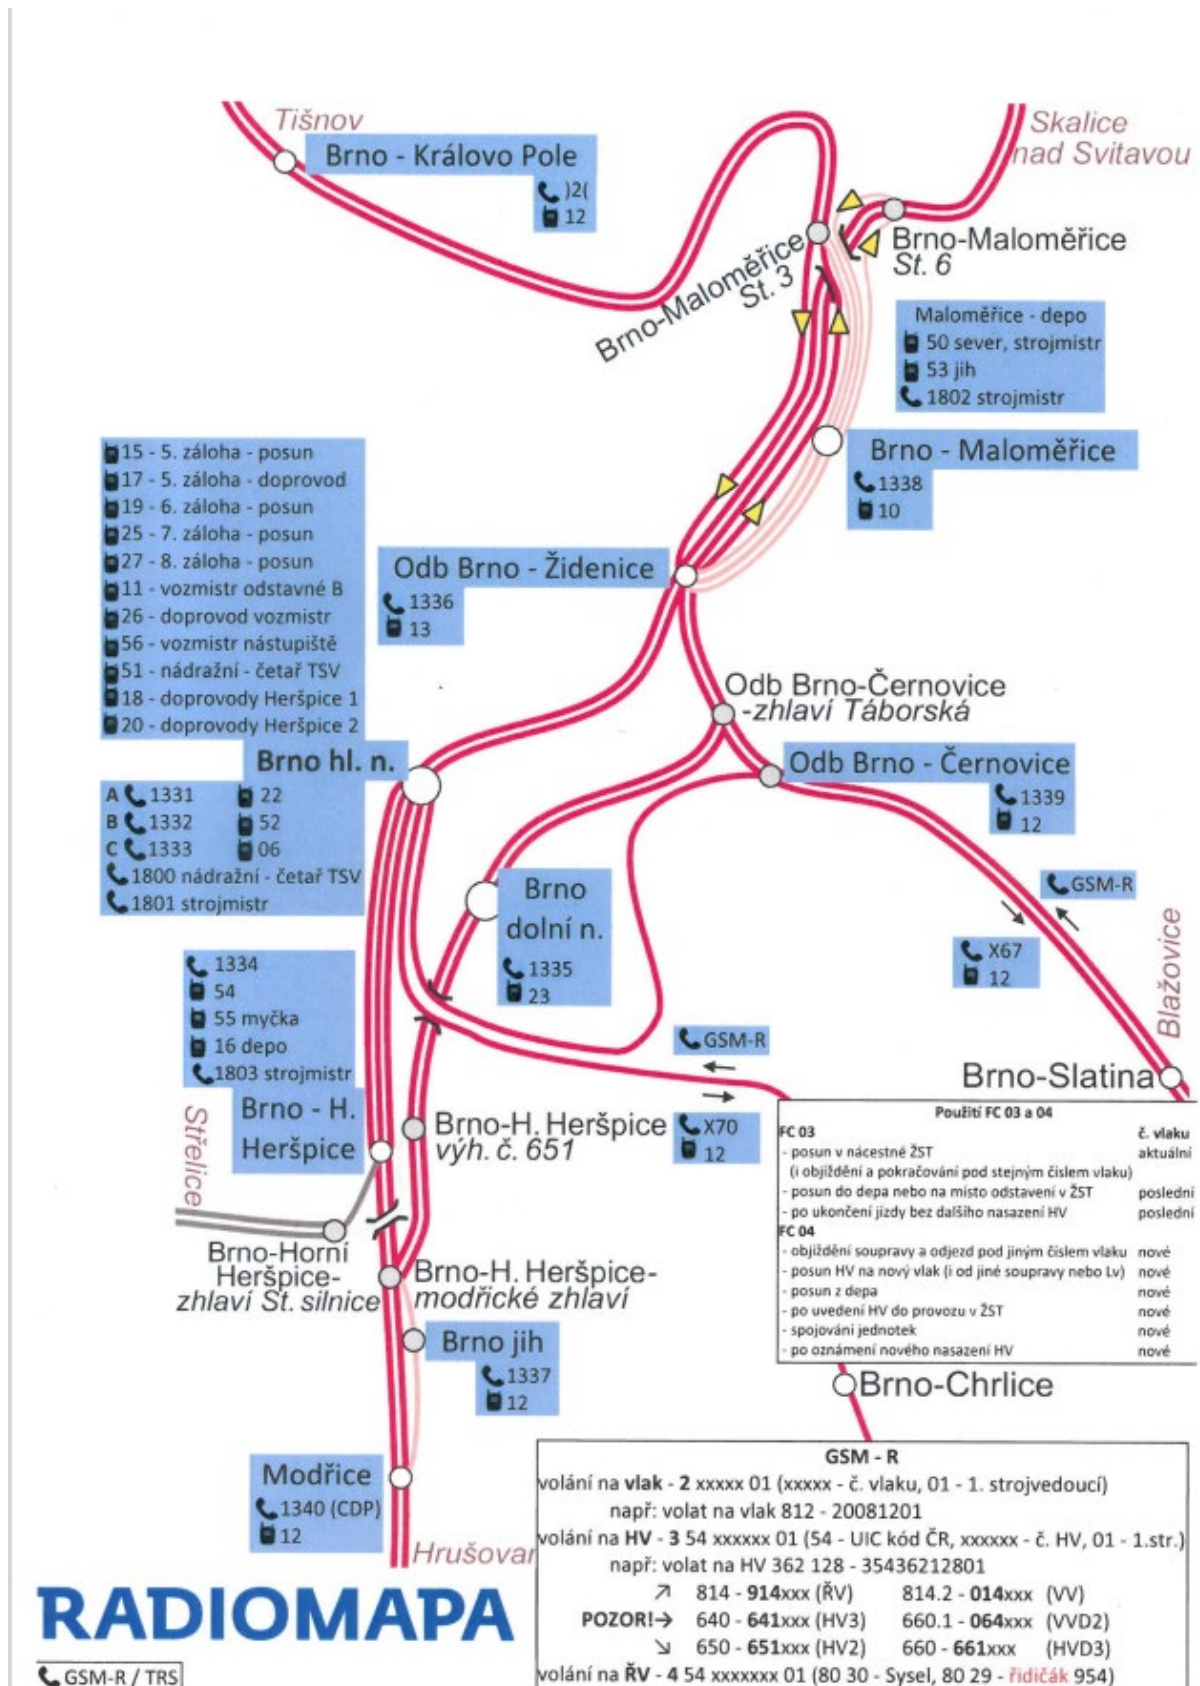 Tišnov
Brno - Královo Pole
)2(
12
Skalice
nad Svitavou
Brno-Maloměřice
St. 3
Brno-Maloměřice
St. 6
Maloměřice - depo
50 sever, strojmistr
53 jih
1802 strojmistr
Brno - Maloměřice
1338
10
15 - 5. záloha - posun
17 - 5. záloha - doprovod
19 - 6. záloha - posun
25 - 7. záloha - posun
27 - 8. záloha - posun
11 - vozmistr odstavné B
26 - doprovod vozmistr
56 - vozmistr nástupiště
51 - nádražní - četař TSV
18 - doprovody Heršpice 1
20 - doprovody Heršpice 2
Odb Brno - Židenice
1336
13
Odb Brno-Černovice
-zhlaví Táborská
Brno hl. n.
A 1331 22
B 1332 52
C 1333 06
1800 nádražní - četař TSV
1801 strojmistr
Odb Brno - Černovice
1339
12
GSM-R
X67
12
Blažovice
Brno-Slatina
Brno
dolní n.
1335
23
1334
54
55 myčka
16 depo
1803 strojmistr
Brno - H.
Heršpice
Střelice
GSM-R
X70
12
Brno-H. Heršpice
výh. č. 651
Brno-Horní
Heršpice-
zhlaví St. silnice
Brno-H. Heršpice-
modřické zhlaví
Brno jih
1337
12
Použití FC 03 a 04
FC 03 č. vlaku
- posun v nácestné ŽST aktuální
(i objíždění a pokračování pod stejným číslem vlaku)
- posun do depa nebo na místo odstavení v ŽST poslední
- po ukončení jízdy bez dalšího nasazení HV poslední
FC 04
- objíždění soupravy a odjezd pod jiným číslem vlaku nové
- posun HV na nový vlak (i od jiné soupravy nebo Lv) nové
- posun z depa nové
- po uvedení HV do provozu v ŽST nové
- spojování jednotek nové
- po oznámení nového nasazení HV nové
Brno-Chrlice
Modřice
1340 (CDP)
12
Hrušovan
GSM - R
volání na vlak - 2 xxxxx 01 (xxxxx - č. vlaku, 01 - 1. strojvedoucí)
např: volat na vlak 812 - 20081201
volání na HV - 3 54 xxxxxx 01 (54 - UIC kód ČR, xxxxxx - č. HV, 01 - 1.str.)
např: volat na HV 362 128 - 35436212801
↗ 814 - 914xxx (ŘV) 814.2 - 014xxx (VV)
POZOR!→ 640 - 641xxx (HV3) 660.1 - 064xxx (VVD2)
↘ 650 - 651xxx (HV2) 660 - 661xxx (HVD3)
volání na ŘV - 4 54 xxxxxxx 01 (80 30 - Sysel, 80 29 - řidičák 954)
RADIOMAPA
GSM-R / TRS